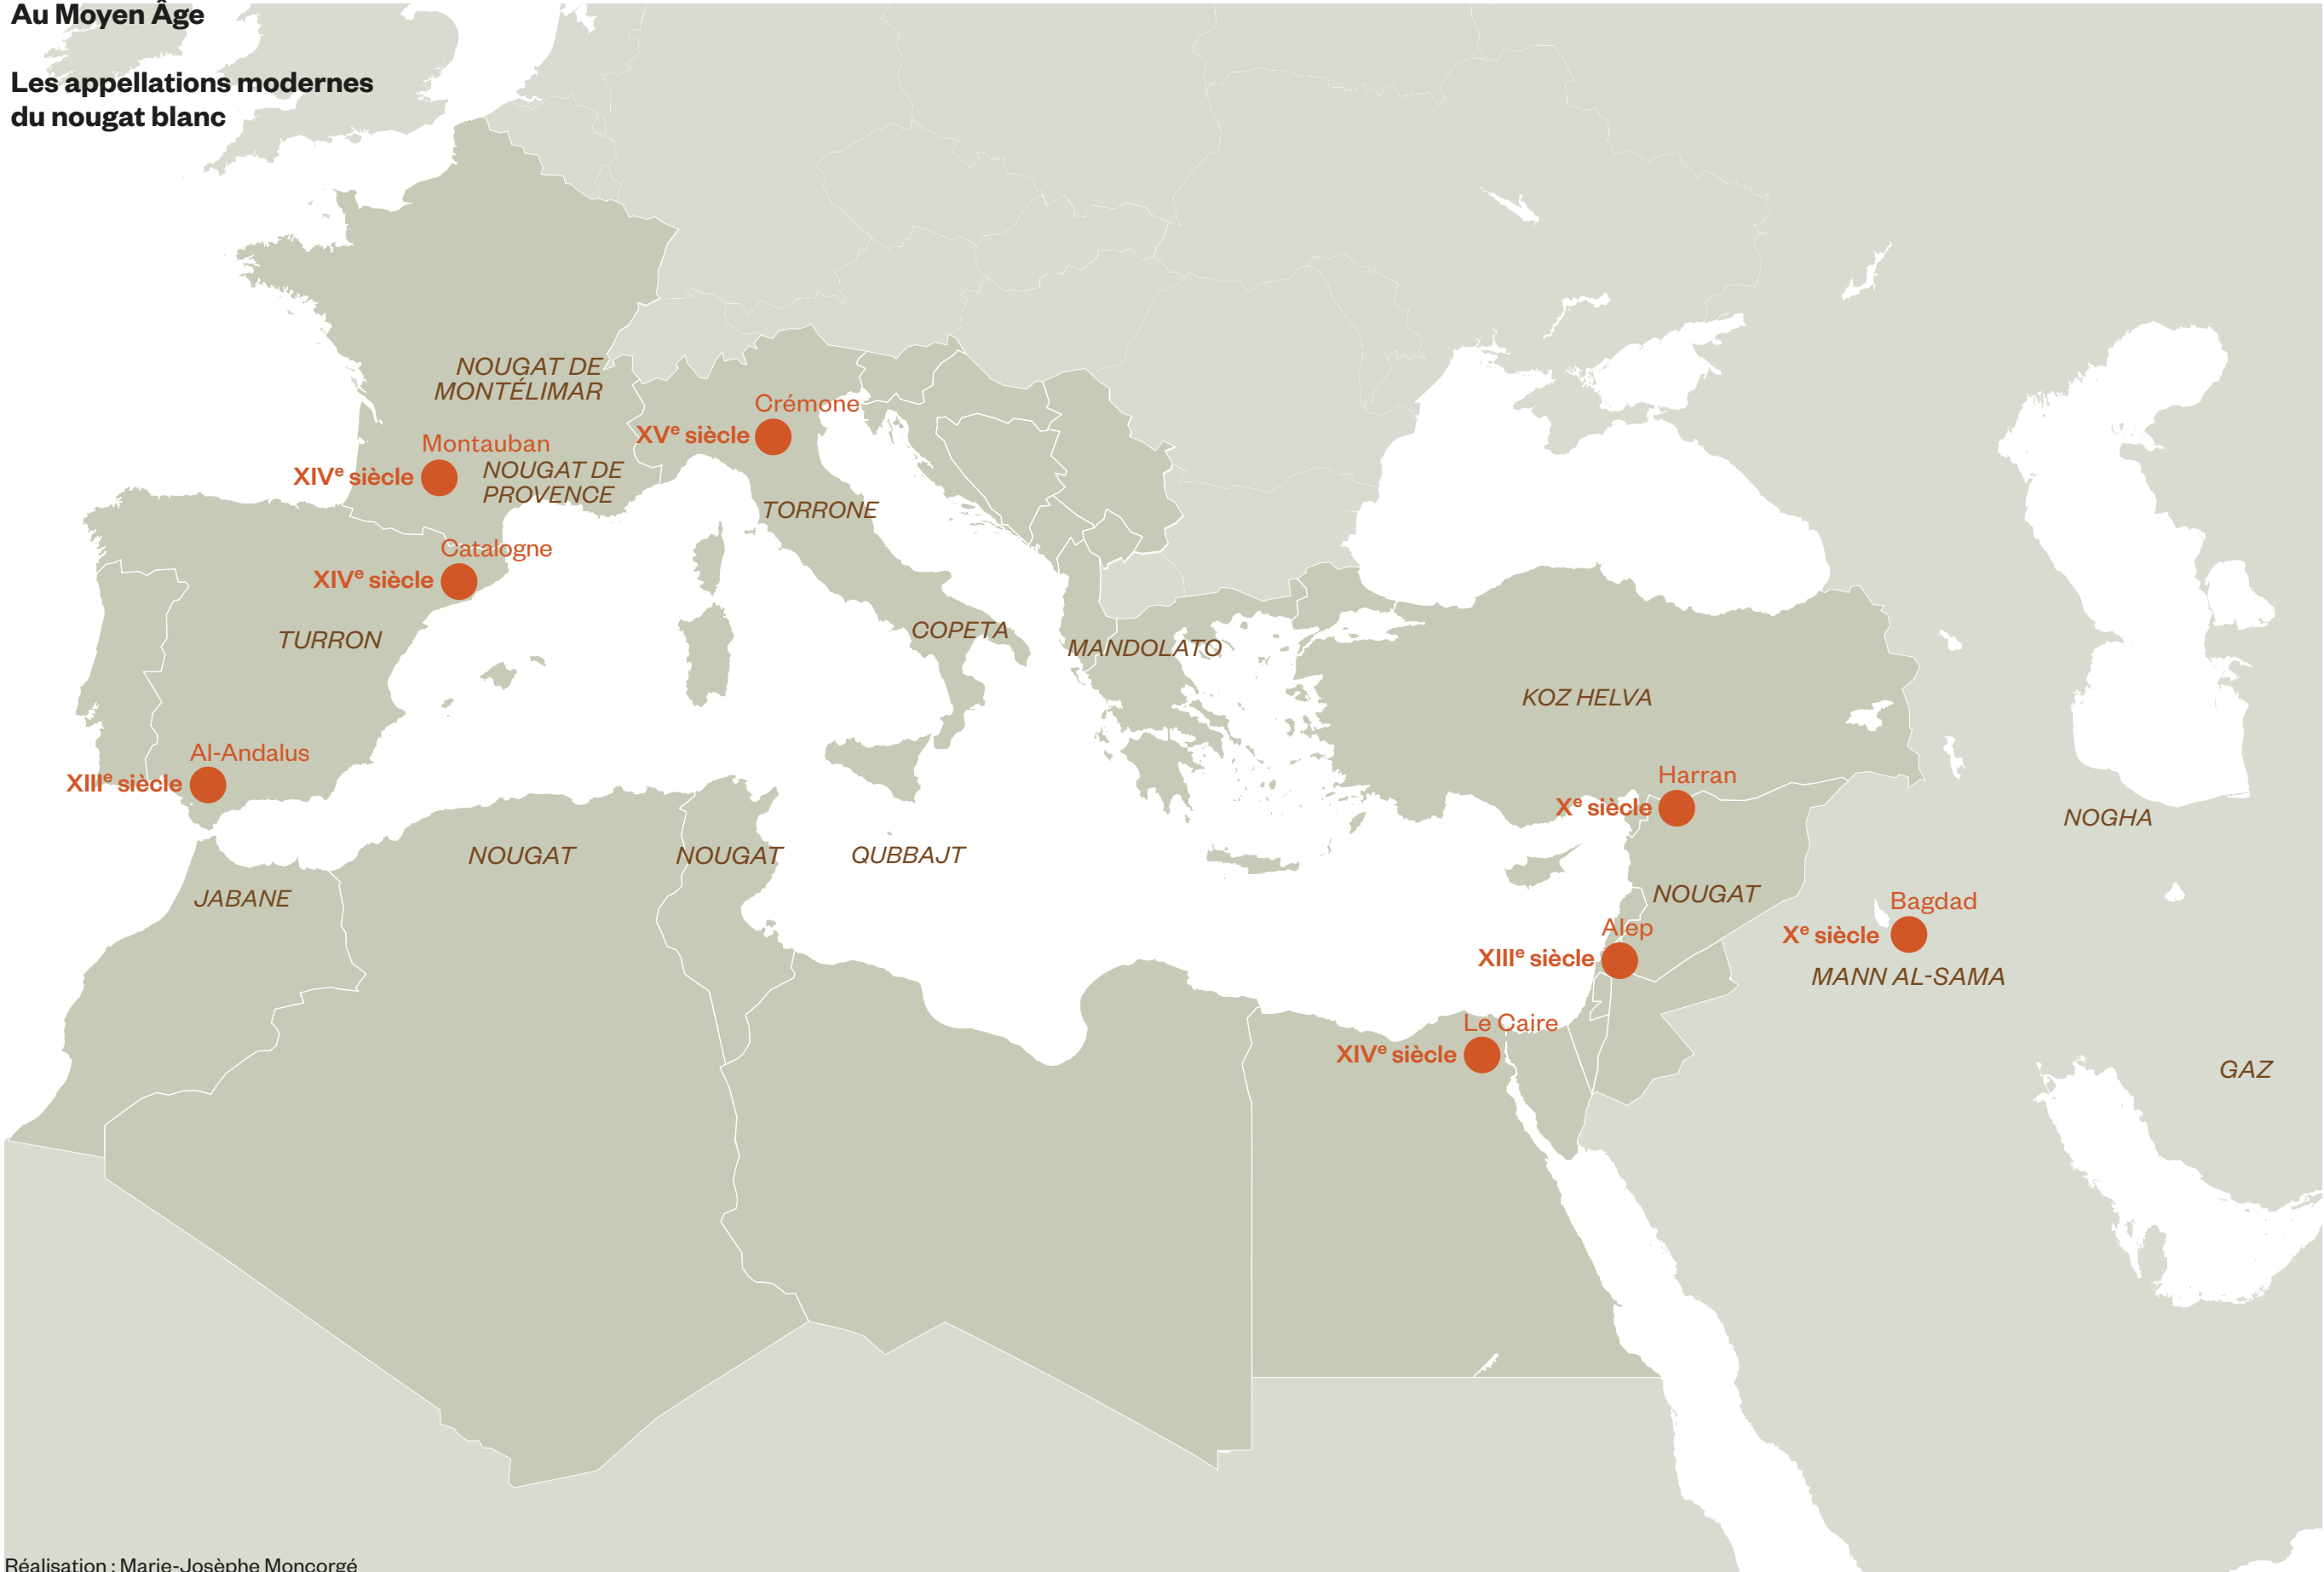 Au Moyen Âge
Les appellations modernes
du nougat blanc
NOUGAT DE
MONTÉLIMAR
Crémone
XVe siècle
Montauban
XIVe siècle
NOUGAT DE
PROVENCE
TORRONE
Catalogne
XIVe siècle
TURRON
COPETA
MANDOLATO
KOZ HELVA
Al-Andalus
XIIIe siècle
Harran
Xe siècle
NOGHA
NOUGAT
NOUGAT
QUBBAJT
JABANE
NOUGAT
Bagdad
Xe siècle
Alep
XIIIe siècle
MANN AL-SAMA
Le Caire
XIVe siècle
GAZ
Réalisation : Marie-Josèphe Moncorgé